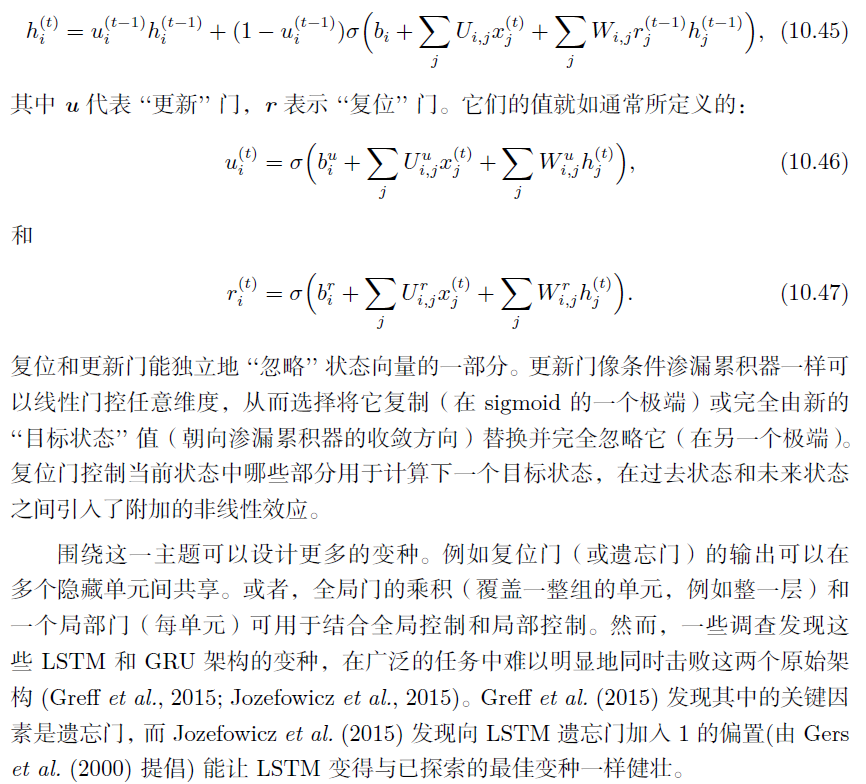 h_i^{(t)} = u_i^{(t-1)} h_i^{(t-1)} + (1 − u_i^{(t-1)}) σ( b_i + ∑_j U_{i,j} x_j^{(t)} + ∑_j W_{i,j} r_j^{(t-1)} h_j^{(t-1)} ), (10.45)
其中 u 代表 “更新” 门，r 表示 “复位” 门。它们的值就如通常所定义的：
u_i^{(t)} = σ( b_i^u + ∑_j U_{i,j}^u x_j^{(t)} + ∑_j W_{i,j}^u h_j^{(t)} ), (10.46)
和
r_i^{(t)} = σ( b_i^r + ∑_j U_{i,j}^r x_j^{(t)} + ∑_j W_{i,j}^r h_j^{(t)} ). (10.47)
复位和更新门能独立地 “忽略” 状态向量的一部分。更新门像条件渗漏累积器一样可
以线性门控任意维度，从而选择将它复制（在 sigmoid 的一个极端）或完全由新的
“目标状态” 值（朝向渗漏累积器的收敛方向）替换并完全忽略它（在另一个极端）。
复位门控制当前状态中哪些部分用于计算下一个目标状态，在过去状态和未来状态
之间引入了附加的非线性效应。
围绕这一主题可以设计更多的变种。例如复位门（或遗忘门）的输出可以在
多个隐藏单元间共享。或者，全局门的乘积（覆盖一整组的单元，例如整一层）和
一个局部门（每单元）可用于结合全局控制和局部控制。然而，一些调查发现这
些 LSTM 和 GRU 架构的变种，在广泛的任务中难以明显地同时击败这两个原始架
构 (Greff et al., 2015; Jozefowicz et al., 2015)。Greff et al. (2015) 发现其中的关键因
素是遗忘门，而 Jozefowicz et al. (2015) 发现向 LSTM 遗忘门加入 1 的偏置(由 Gers
et al. (2000) 提倡) 能让 LSTM 变得与已探索的最佳变种一样健壮。